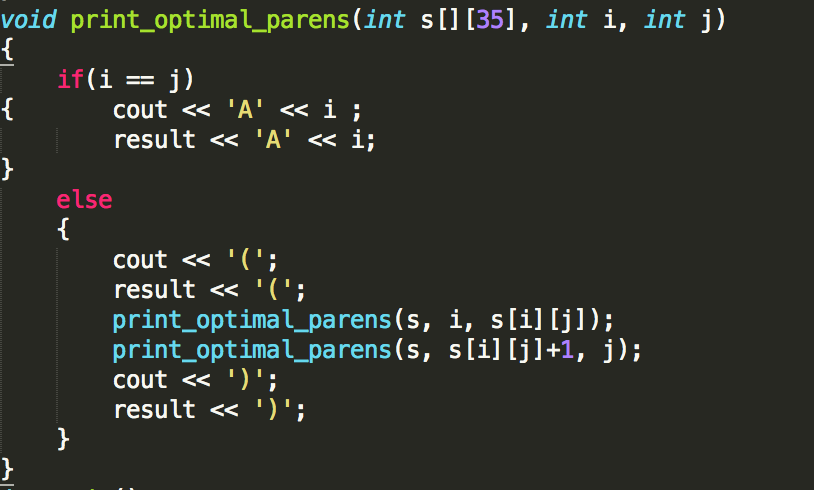 void print_optimal_parens(int s[][35], int i, int j)
{
    if(i == j)
{       cout << 'A' << i ;
        result << 'A' << i;
}
    else
    {
        cout << '(';
        result << '(';
        print_optimal_parens(s, i, s[i][j]);
        print_optimal_parens(s, s[i][j]+1, j);
        cout << ')';
        result << ')';
    }
}